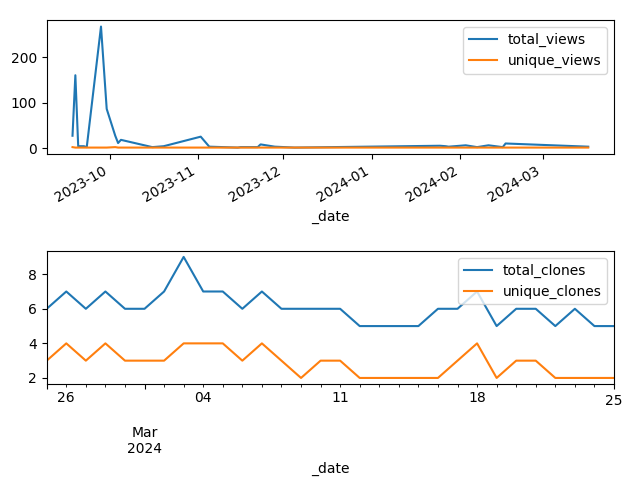 total_views
unique_views
200
100
0
2023-10
2023-11
2023-12
2024-01
2024-02
2024-03
_date
total_clones
unique_clones
8
6
4
2
26
04
11
18
25
Mar
2024
_date